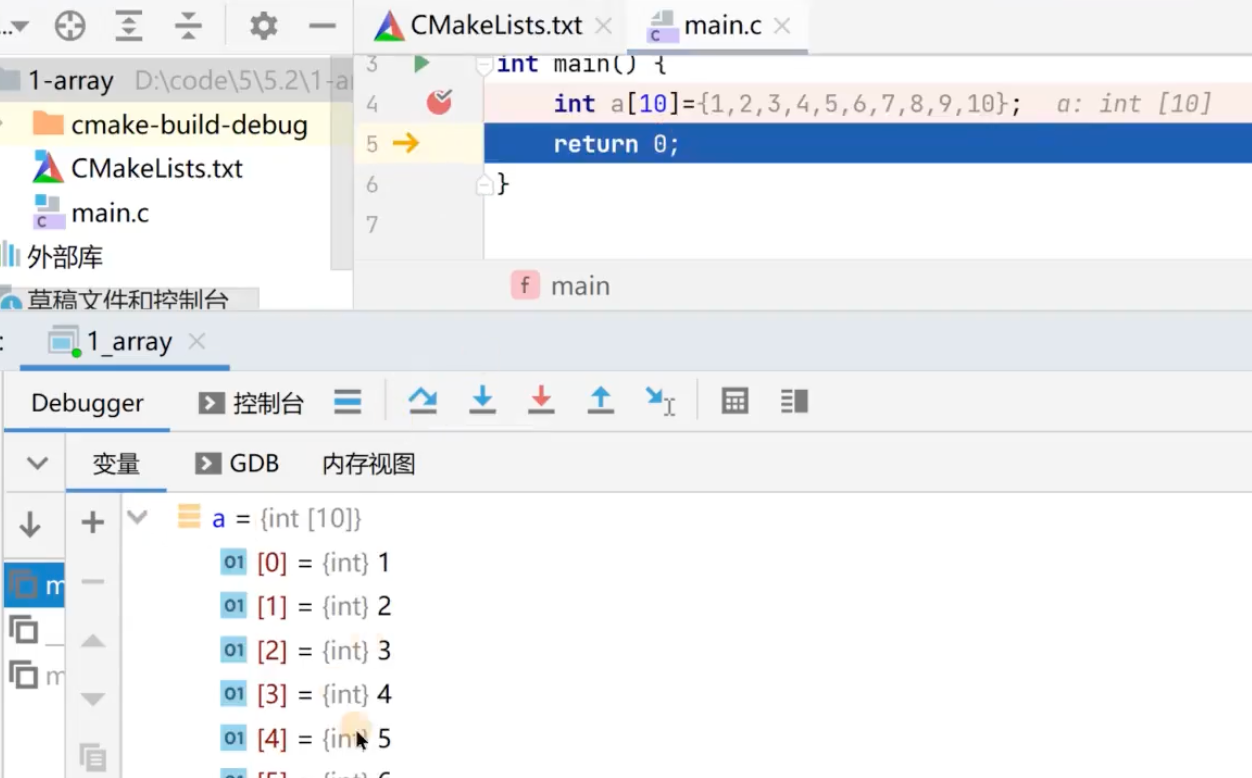 CMakeLists.txt main.c
1-array D:\code\5\5.2\1-ar
cmake-build-debug
CMakeLists.txt
main.c
外部库
草稿文件和控制台
3 int main() {
4 int a[10]={1,2,3,4,5,6,7,8,9,10}; a: int [10]
5 return 0;
6 }
7
f main
: 1_array
Debugger 控制台
变量 GDB 内存视图
a = {int [10]}
01 [0] = {int} 1
01 [1] = {int} 2
01 [2] = {int} 3
01 [3] = {int} 4
01 [4] = {int} 5
[5] = {int} 6
m
m